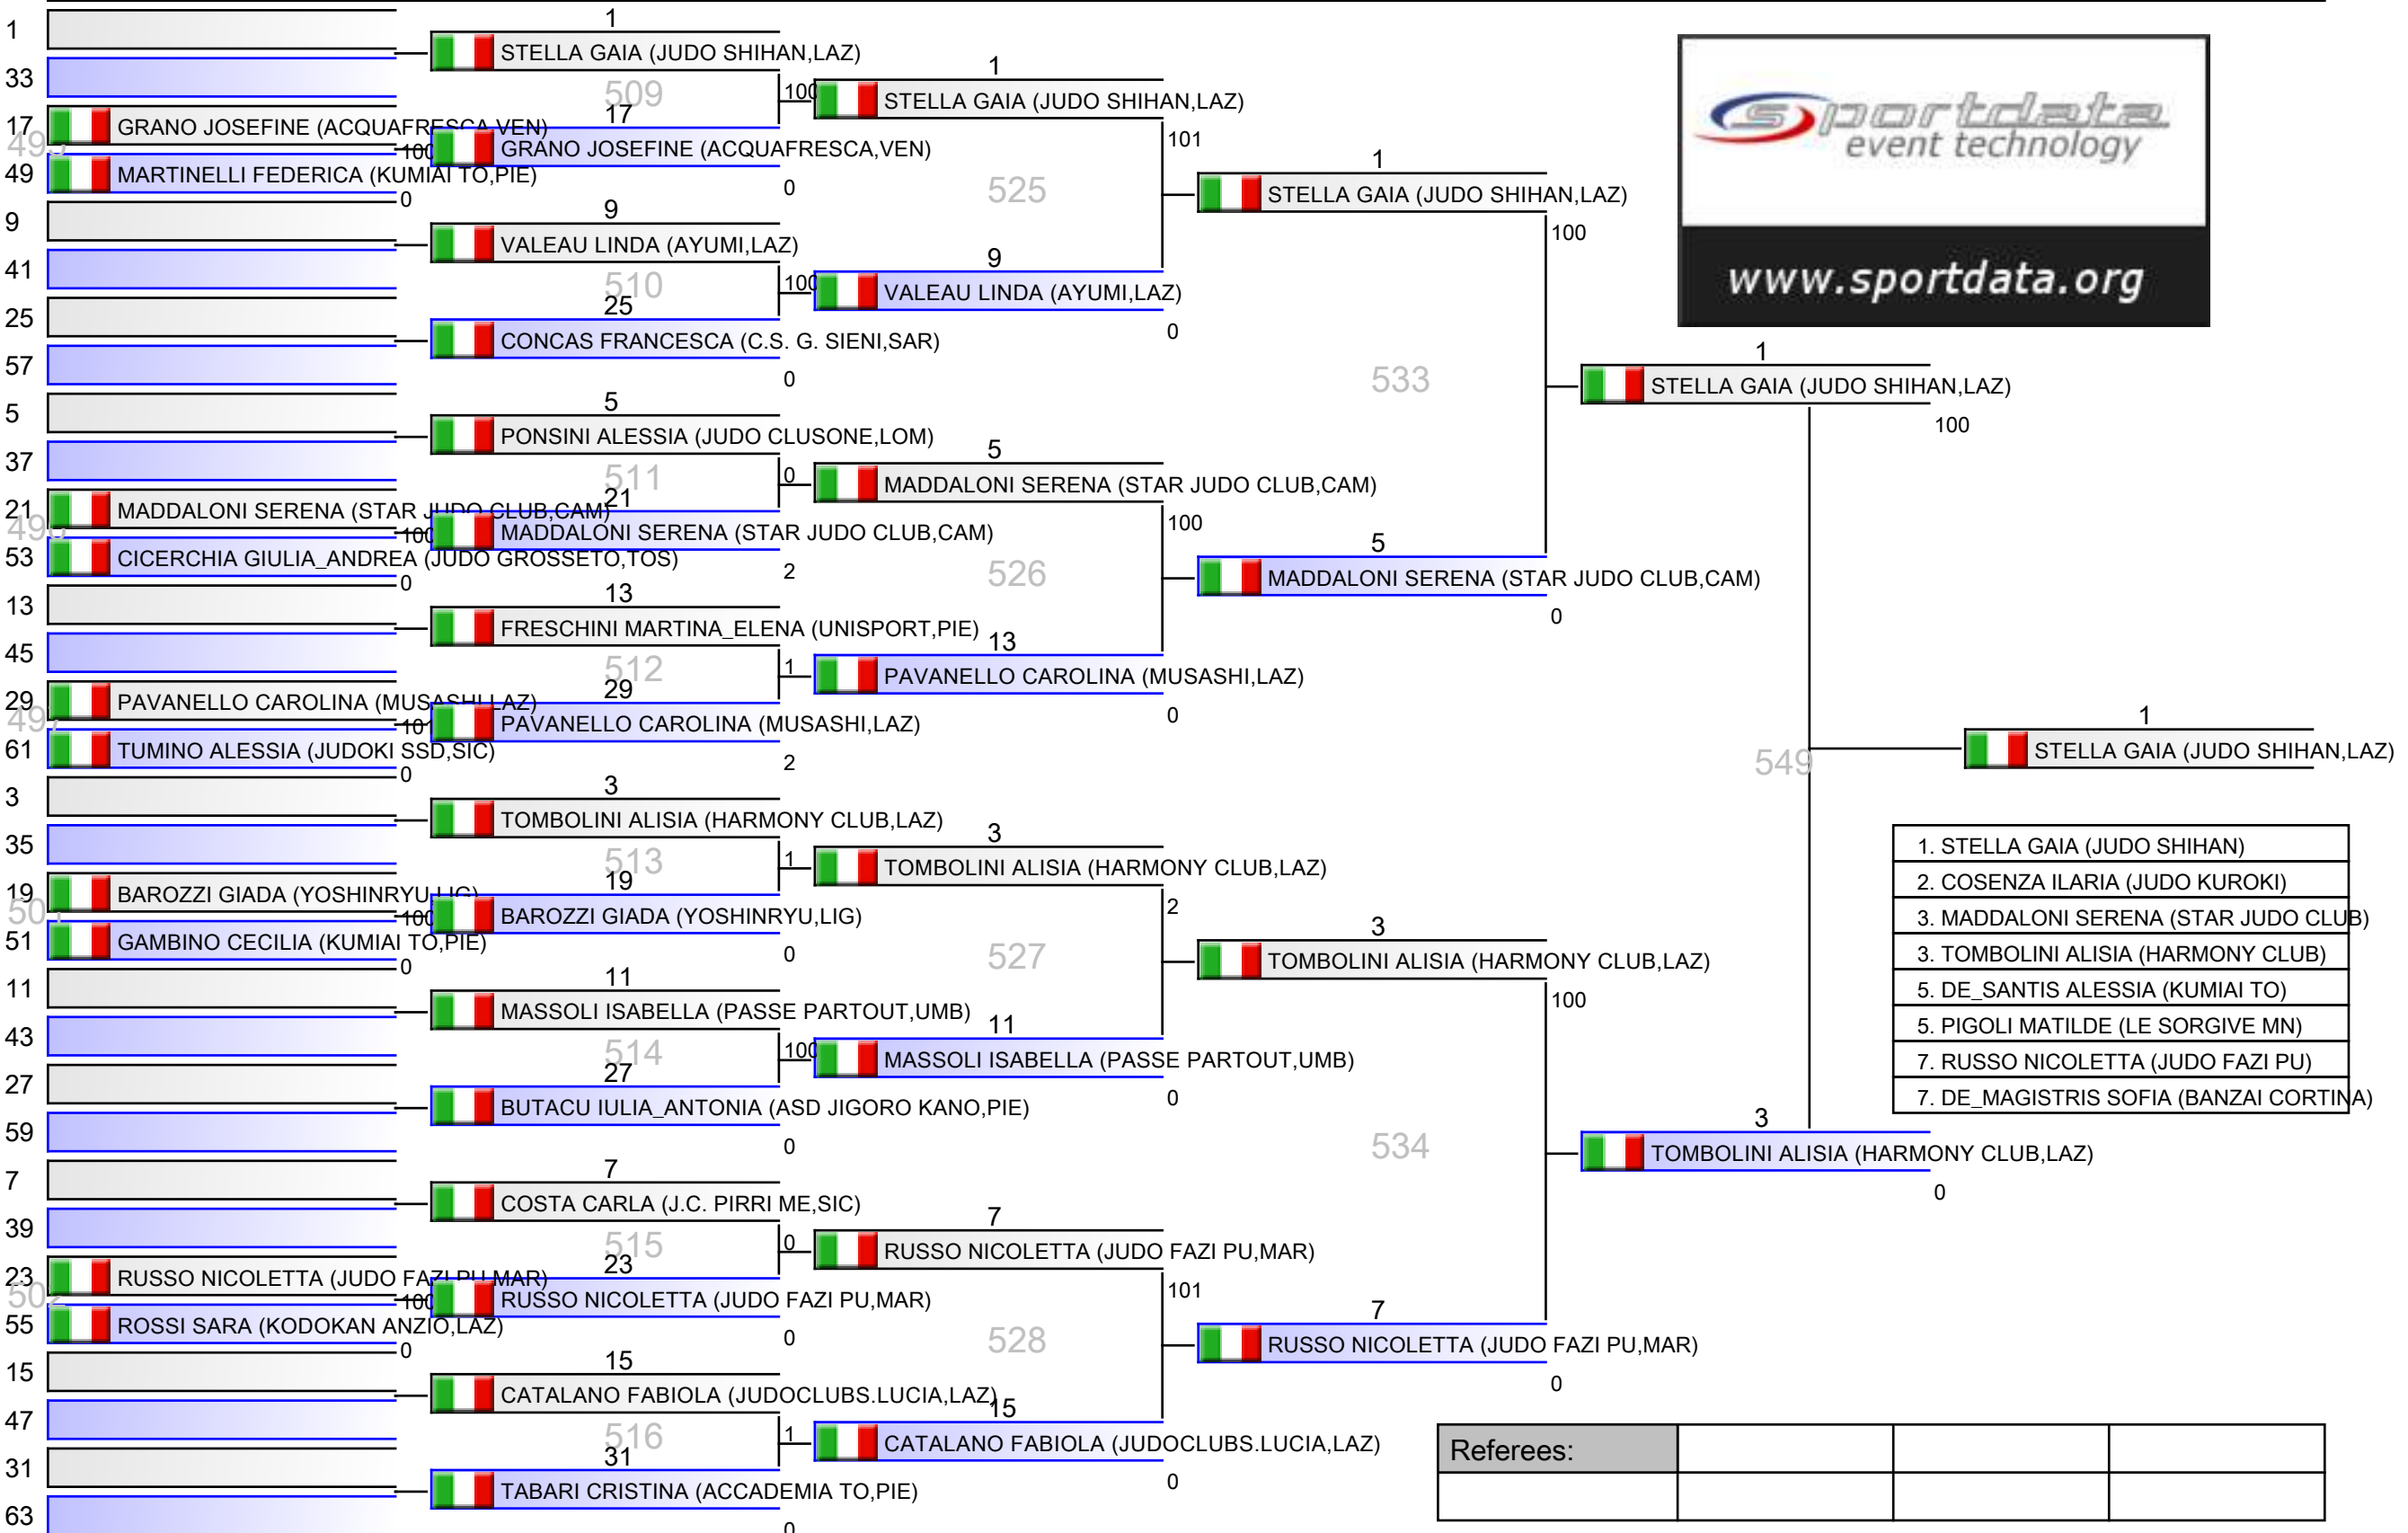 1
33
17
GRANO JOSEFINE (ACQUAFRESCA,VEN)
100
49
MARTINELLI FEDERICA (KUMIAI TO,PIE)
0
9
41
25
57
5
37
21
MADDALONI SERENA (STAR JUDO CLUB,CAM)
100
53
CICERCHIA GIULIA_ANDREA (JUDO GROSSETO,TOS)
0
13
45
29
PAVANELLO CAROLINA (MUSASHI,LAZ)
497
101
61
TUMINO ALESSIA (JUDOKI SSD,SIC)
0
3
35
19
BAROZZI GIADA (YOSHINRYU,LIG)
501
100
51
GAMBINO CECILIA (KUMIAI TO,PIE)
0
11
43
27
59
7
39
23
RUSSO NICOLETTA (JUDO FAZI PU,MAR)
502
100
55
ROSSI SARA (KODOKAN ANZIO,LAZ)
0
15
47
31
63
1
STELLA GAIA (JUDO SHIHAN,LAZ)
509
100
17
GRANO JOSEFINE (ACQUAFRESCA,VEN)
0
9
VALEAU LINDA (AYUMI,LAZ)
510
100
25
CONCAS FRANCESCA (C.S. G. SIENI,SAR)
0
5
PONSINI ALESSIA (JUDO CLUSONE,LOM)
511
0
21
MADDALONI SERENA (STAR JUDO CLUB,CAM)
2
13
FRESCHINI MARTINA_ELENA (UNISPORT,PIE)
512
1
29
PAVANELLO CAROLINA (MUSASHI,LAZ)
2
3
TOMBOLINI ALISIA (HARMONY CLUB,LAZ)
513
1
19
BAROZZI GIADA (YOSHINRYU,LIG)
0
11
MASSOLI ISABELLA (PASSE PARTOUT,UMB)
514
100
27
BUTACU IULIA_ANTONIA (ASD JIGORO KANO,PIE)
0
7
COSTA CARLA (J.C. PIRRI ME,SIC)
515
0
23
RUSSO NICOLETTA (JUDO FAZI PU,MAR)
0
15
CATALANO FABIOLA (JUDOCLUBS.LUCIA,LAZ)
516
1
31
TABARI CRISTINA (ACCADEMIA TO,PIE)
0
1
STELLA GAIA (JUDO SHIHAN,LAZ)
101
525
9
VALEAU LINDA (AYUMI,LAZ)
0
5
MADDALONI SERENA (STAR JUDO CLUB,CAM)
100
526
13
PAVANELLO CAROLINA (MUSASHI,LAZ)
0
3
TOMBOLINI ALISIA (HARMONY CLUB,LAZ)
2
527
11
MASSOLI ISABELLA (PASSE PARTOUT,UMB)
0
7
RUSSO NICOLETTA (JUDO FAZI PU,MAR)
101
528
15
CATALANO FABIOLA (JUDOCLUBS.LUCIA,LAZ)
0
1
STELLA GAIA (JUDO SHIHAN,LAZ)
100
533
5
MADDALONI SERENA (STAR JUDO CLUB,CAM)
0
3
TOMBOLINI ALISIA (HARMONY CLUB,LAZ)
100
534
7
RUSSO NICOLETTA (JUDO FAZI PU,MAR)
0
1
STELLA GAIA (JUDO SHIHAN,LAZ)
100
549
3
TOMBOLINI ALISIA (HARMONY CLUB,LAZ)
0
1
STELLA GAIA (JUDO SHIHAN,LAZ)
sportdata
event technology
www.sportdata.org
1. STELLA GAIA (JUDO SHIHAN)
2. COSENZA ILARIA (JUDO KUROKI)
3. MADDALONI SERENA (STAR JUDO CLUB)
3. TOMBOLINI ALISIA (HARMONY CLUB)
5. DE_SANTIS ALESSIA (KUMIAI TO)
5. PIGOLI MATILDE (LE SORGIVE MN)
7. RUSSO NICOLETTA (JUDO FAZI PU)
7. DE_MAGISTRIS SOFIA (BANZAI CORTINA)
Referees: